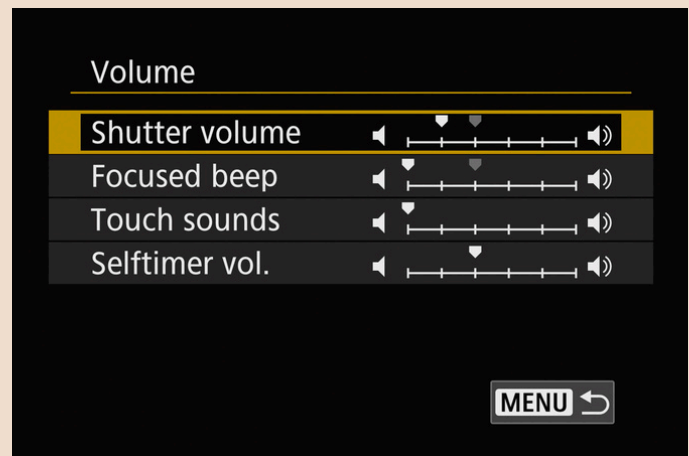 Volume
Shutter volume
Focused beep
Touch sounds
Selftimer vol.
MENU